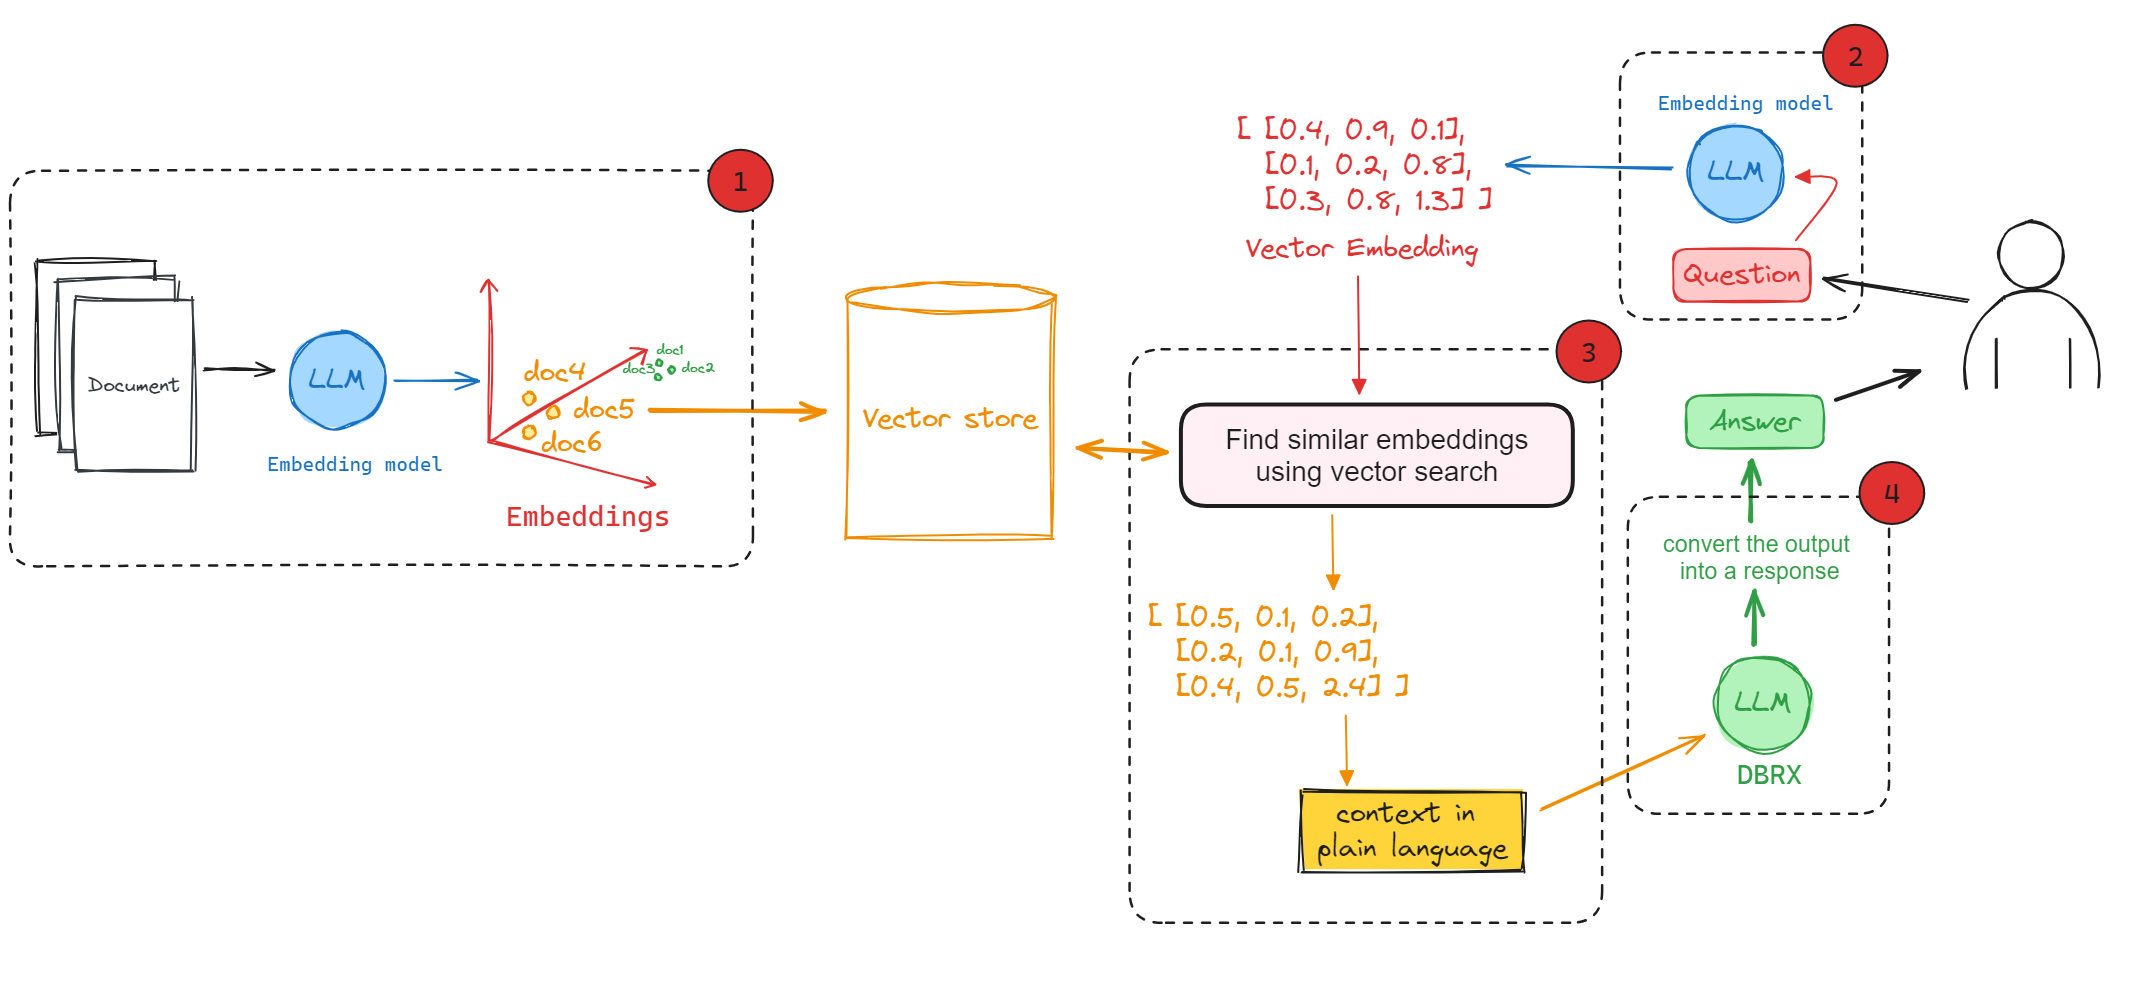 1
Document
LLM
Embedding model
doc1
doc2
doc3
doc4
doc5
doc6
Embeddings
Vector store
2
Embedding model
LLM
Question
[ [0.4, 0.9, 0.1],
[0.1, 0.2, 0.8],
[0.3, 0.8, 1.3] ]
Vector Embedding
3
Find similar embeddings
using vector search
[ [0.5, 0.1, 0.2],
[0.2, 0.1, 0.9],
[0.4, 0.5, 2.4] ]
context in
plain language
Answer
4
convert the output
into a response
LLM
DBRX